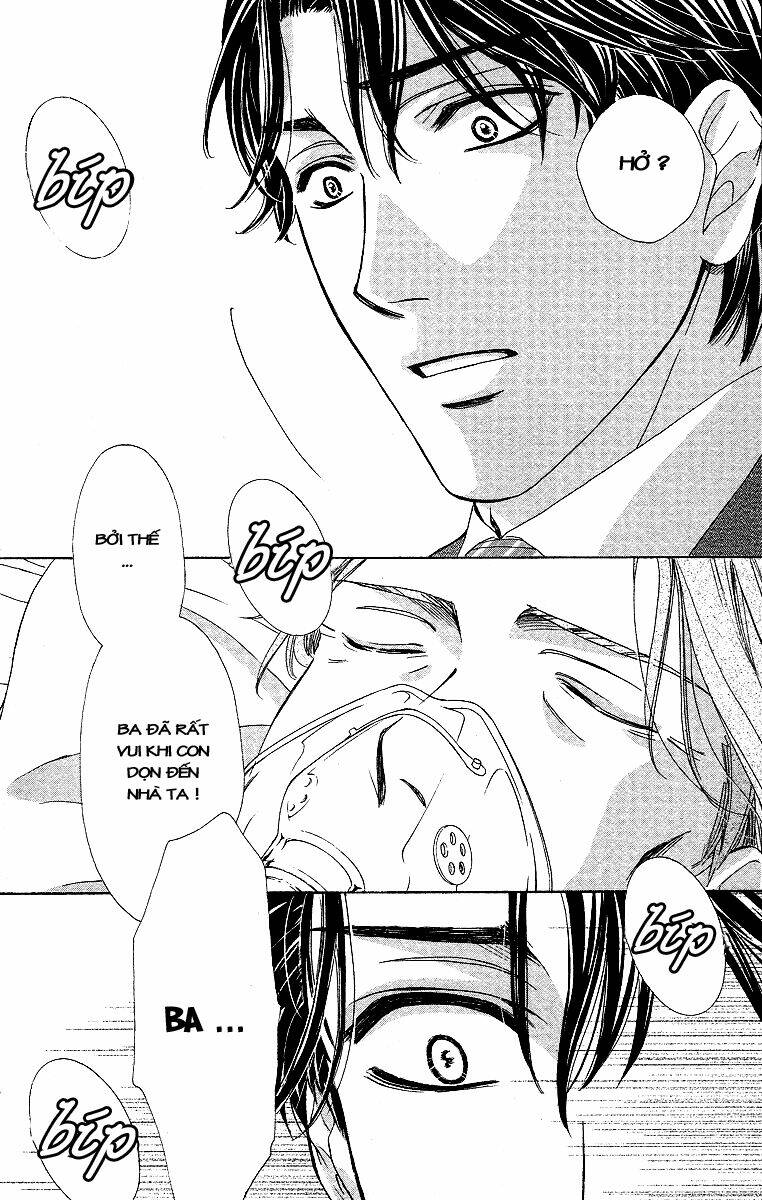 HỞ ?
bíp
bíp
BỞI THẾ
...
BA ĐÃ RẤT
VUI KHI CON
DỌN ĐẾN
NHÀ TA !
bíp
BA ...
bíp